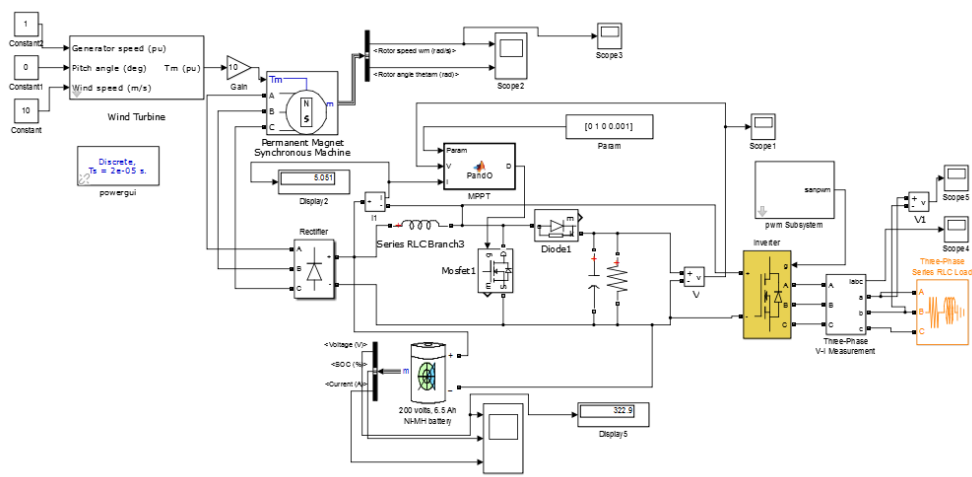 1
Constant2
0
Constant1
10
Constant
Generator speed (pu)
Pitch angle (deg)
Wind speed (m/s)
Tm (pu)
Wind Turbine
10
Gain
Tm
A
B
C
m
N
S
Permanent Magnet
Synchronous Machine
<Rotor speed wm (rad/s)>
<Rotor angle thetam (rad)>
Scope2
Scope3
Discrete,
Ts = 2e-05 s.
powergui
5.051
Display2
Param
V
I
D
PandO
MPPT
[0 1 0 0.001]
Param
Scope1
sanpwm
pwm Subsystem
Scope5
V1
Scope4
I1
Series RLC Branch3
Mosfet1
g
D
E
S
m
Diode1
Rectifier
A
B
C
+
-
+
-
v
V
Inverter
g
+
-
A
B
C
A
B
C
Iabc
a
b
c
Three-Phase
V-I Measurement
Three-Phase
Series RLC Load
A
B
C
<Voltage (V)>
<SOC (%)>
<Current (A)>
m
+
-
200 volts, 6.5 Ah
NI-MH battery
322.9
Display5